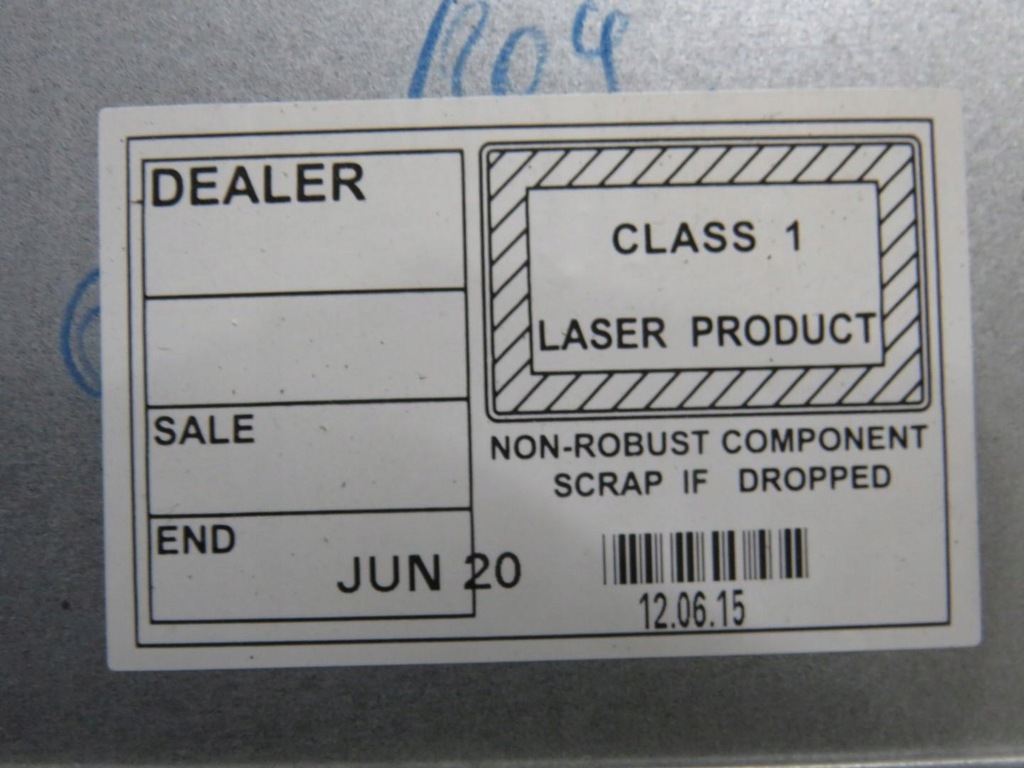 DEALER
SALE
END
JUN 20
CLASS 1
LASER PRODUCT
NON-ROBUST COMPONENT
SCRAP IF DROPPED
12.06.15